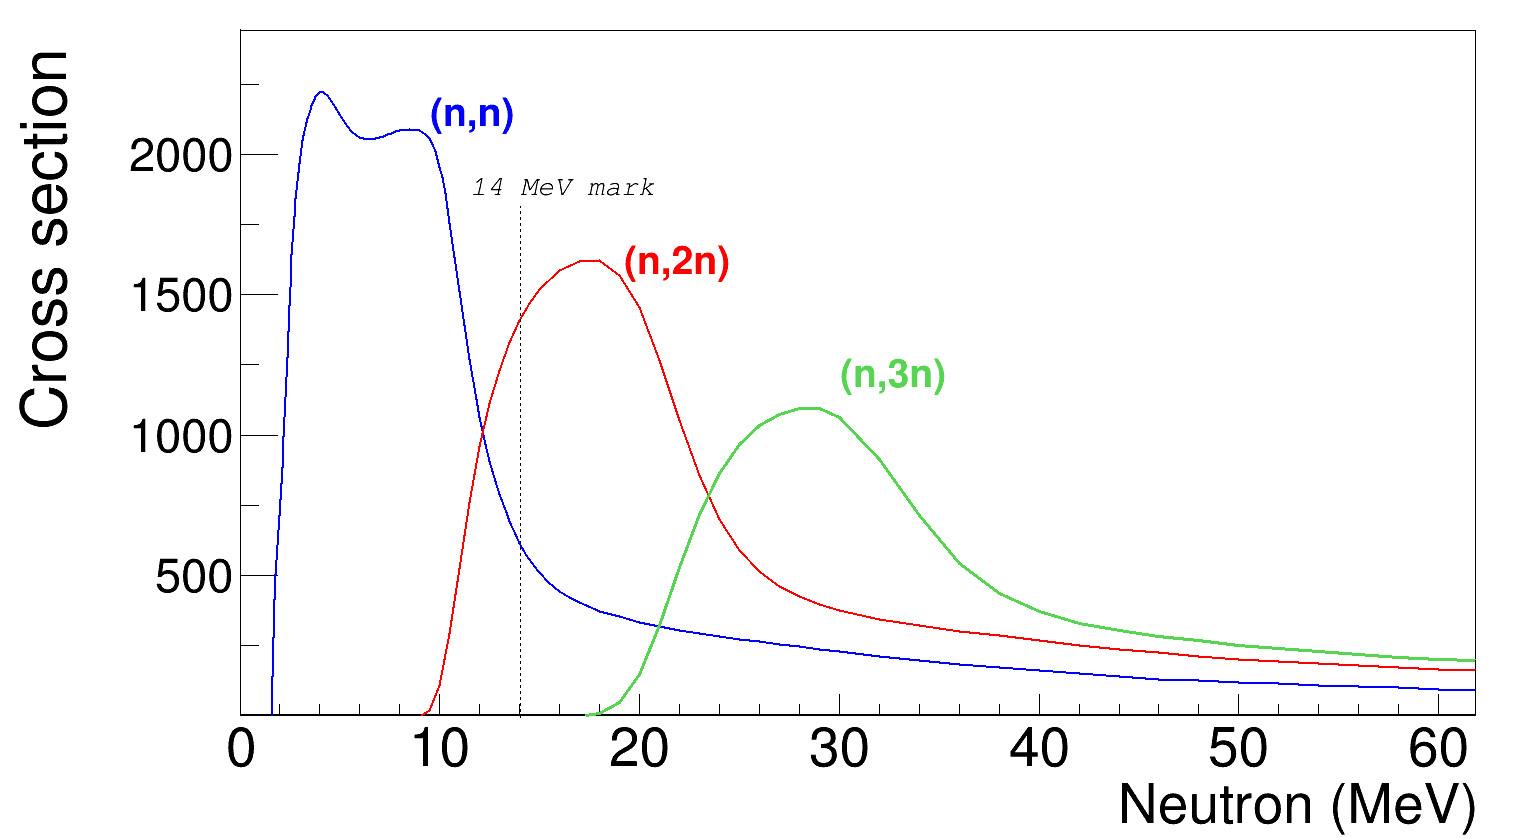 Cross section
2000
1500
1000
500
(n,n)
14 MeV mark
(n,2n)
(n,3n)
0 10 20 30 40 50 60
Neutron (MeV)